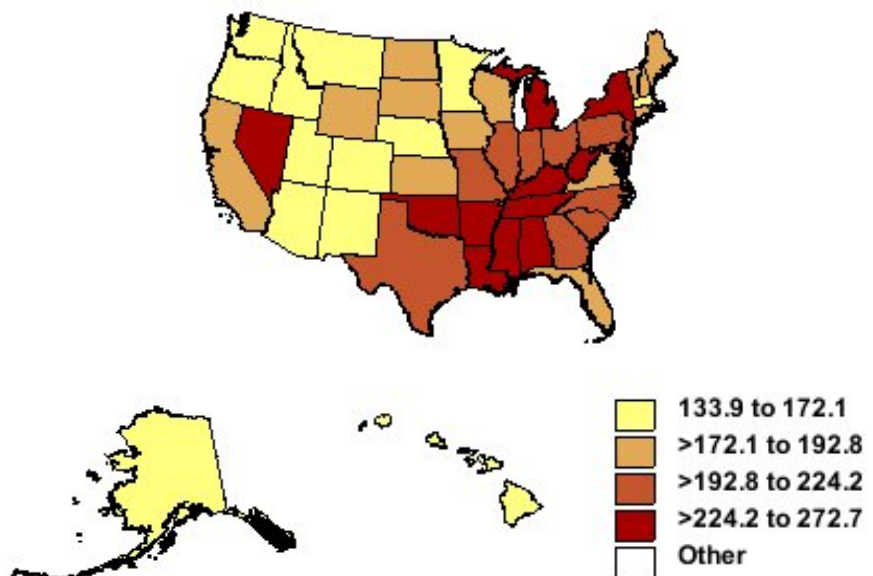 133.9 to 172.1
>172.1 to 192.8
>192.8 to 224.2
>224.2 to 272.7
Other